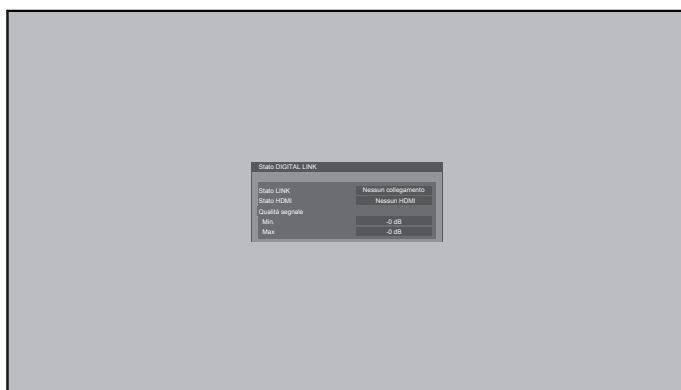 Stato DIGITAL LINK
Stato LINK Nessun collegamento
Stato HDMI Nessun HDMI
Qualità segnale
Min. -0 dB
Max -0 dB